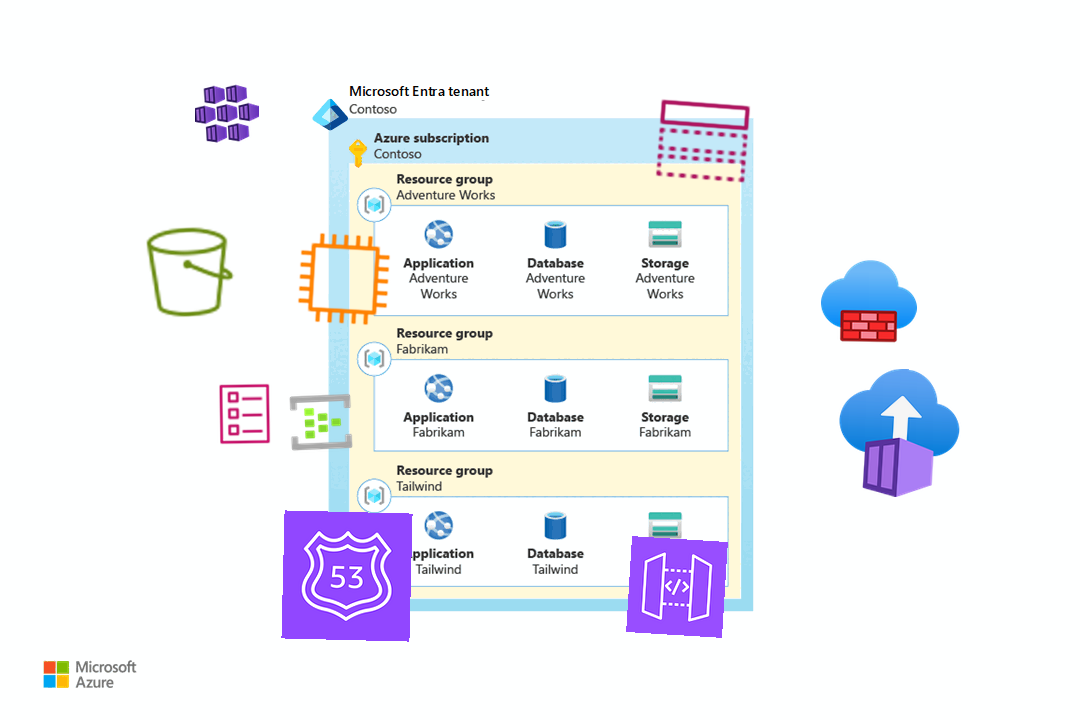 Microsoft Entra tenant
Contoso
Azure subscription
Contoso
Resource group
Adventure Works
Application
Adventure
Works
Database
Adventure
Works
Storage
Adventure
Works
Resource group
Fabrikam
Application
Fabrikam
Database
Fabrikam
Storage
Fabrikam
Resource group
Tailwind
pplication
Tailwind
Database
Tailwind
53
</>
Microsoft
Azure